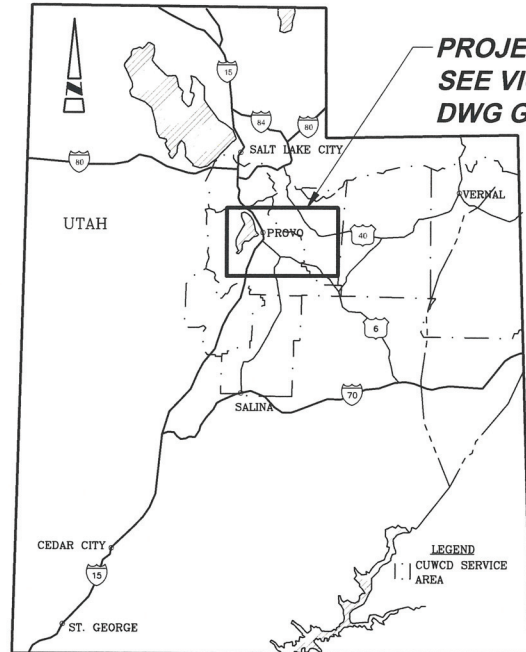 PROJE
SEE VI
DWG G
15
84
80
SALT LAKE CITY
80
VERNAL
UTAH
PROVO
40
6
SALINA
70
CEDAR CITY
15
LEGEND
CUWCD SERVICE
AREA
ST. GEORGE
N